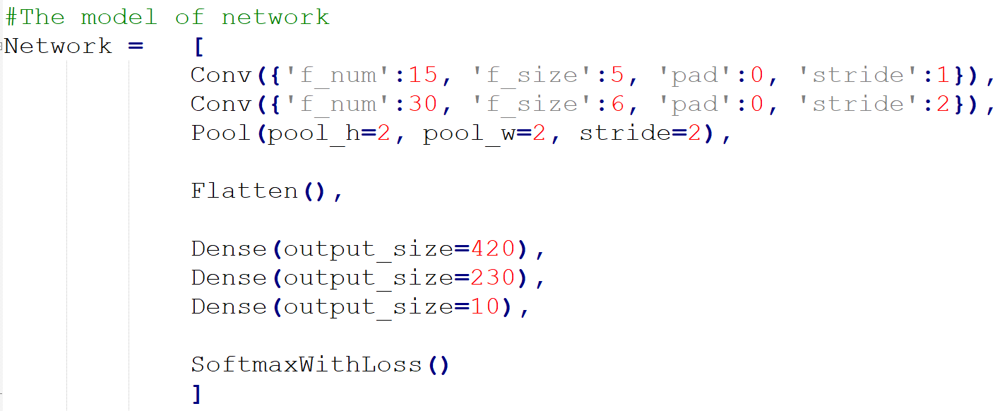 #The model of network
Network =   [
Conv({'f_num':15, 'f_size':5, 'pad':0, 'stride':1}),
Conv({'f_num':30, 'f_size':6, 'pad':0, 'stride':2}),
Pool(pool_h=2, pool_w=2, stride=2),
Flatten(),
Dense(output_size=420),
Dense(output_size=230),
Dense(output_size=10),
SoftmaxWithLoss()
]